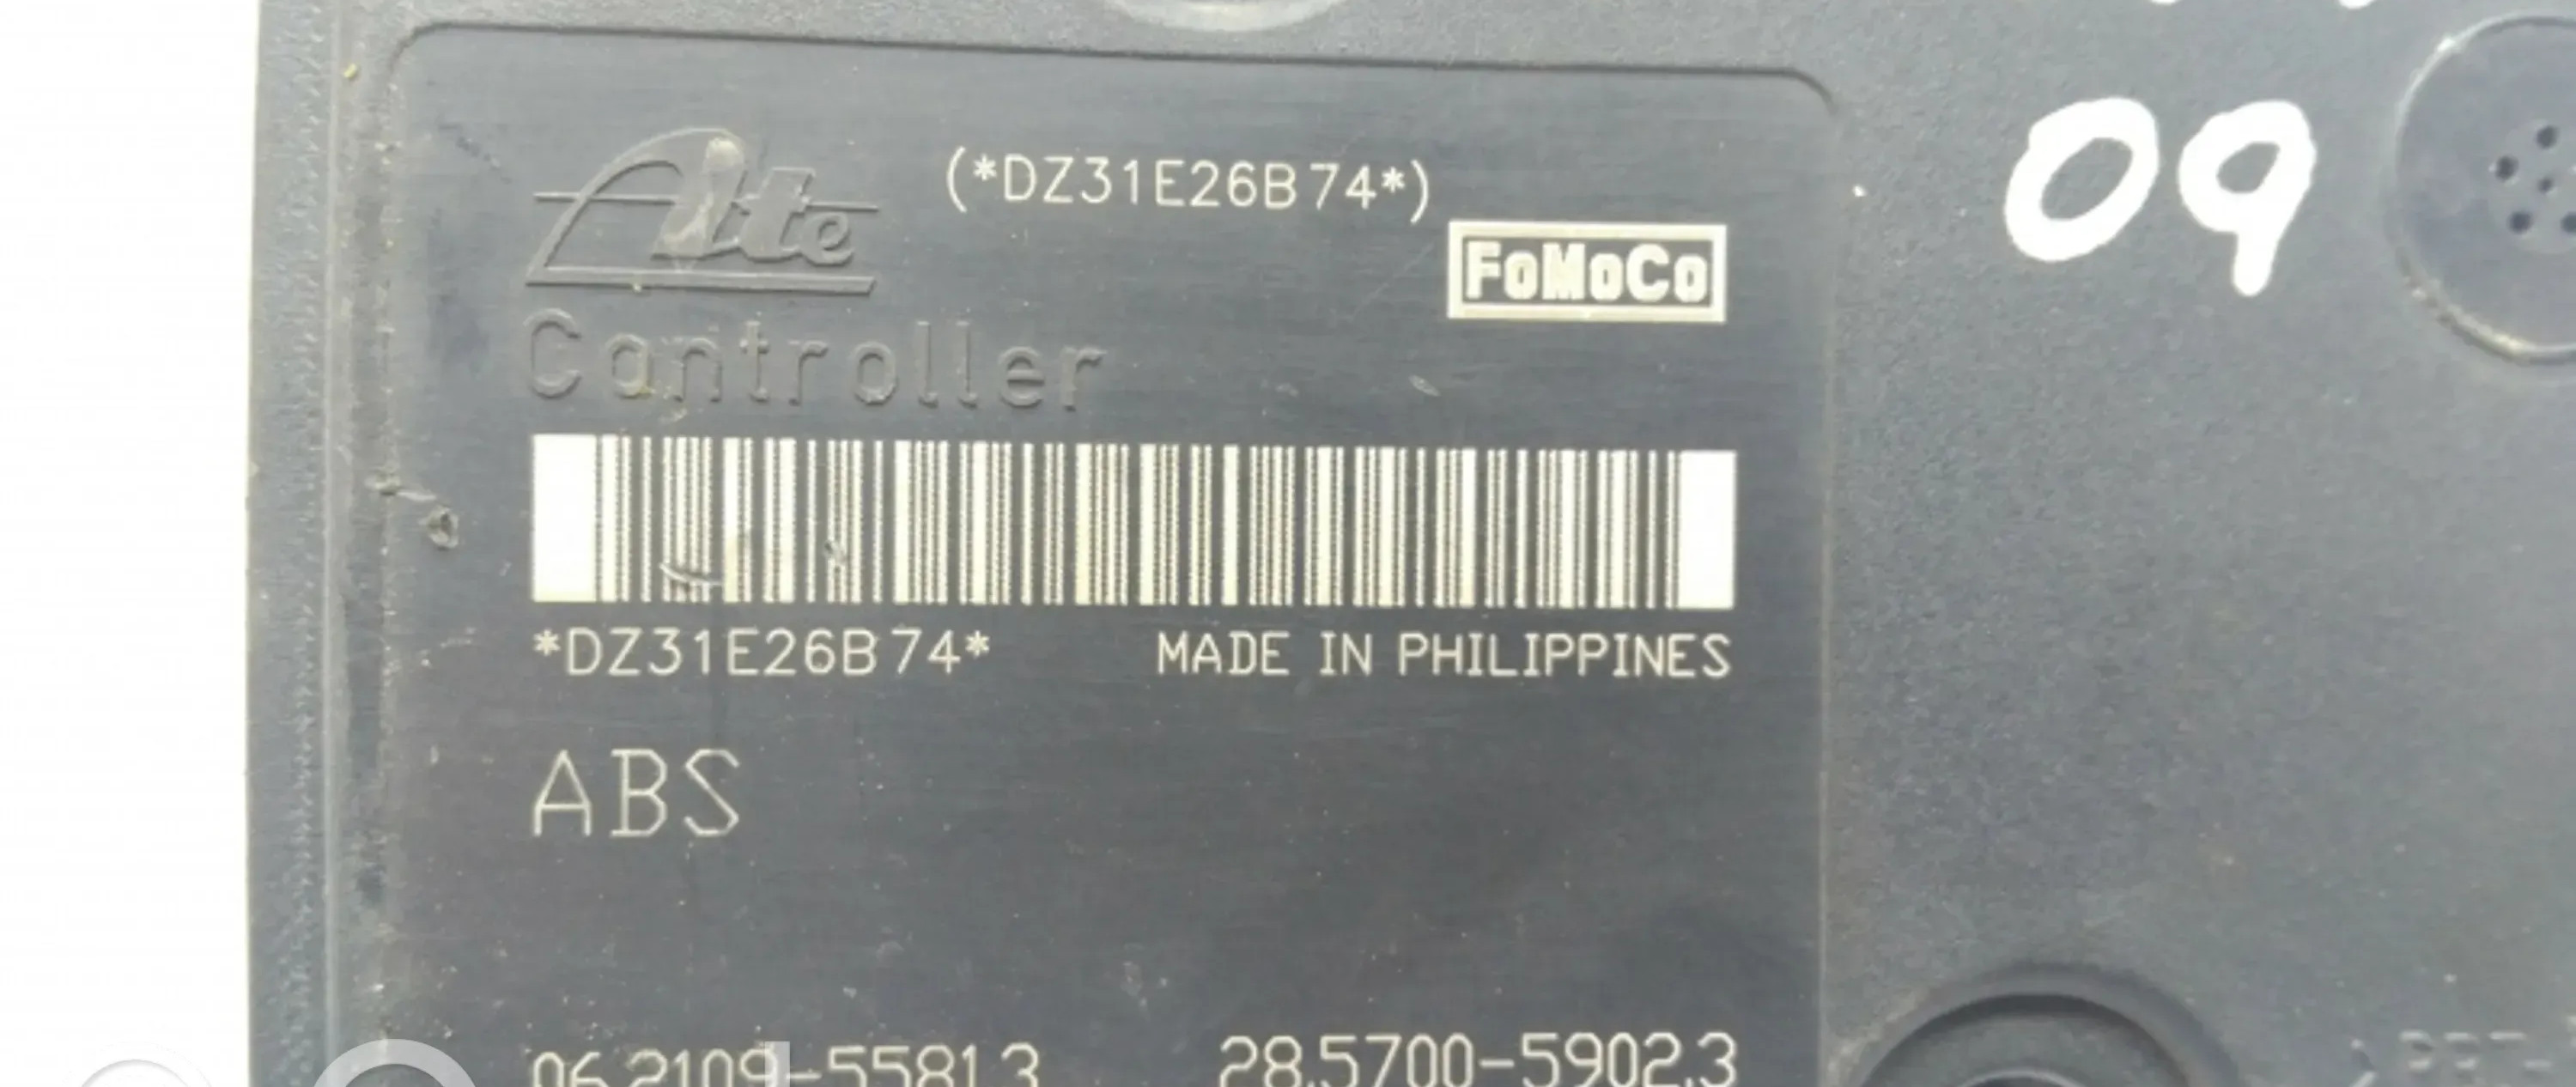 09
Ate (*DZ31E26B74*)
FoMoCo
Controller
*DZ31E26B74* MADE IN PHILIPPINES
ABS
06.2109-5581.3 28.5700-5902.3